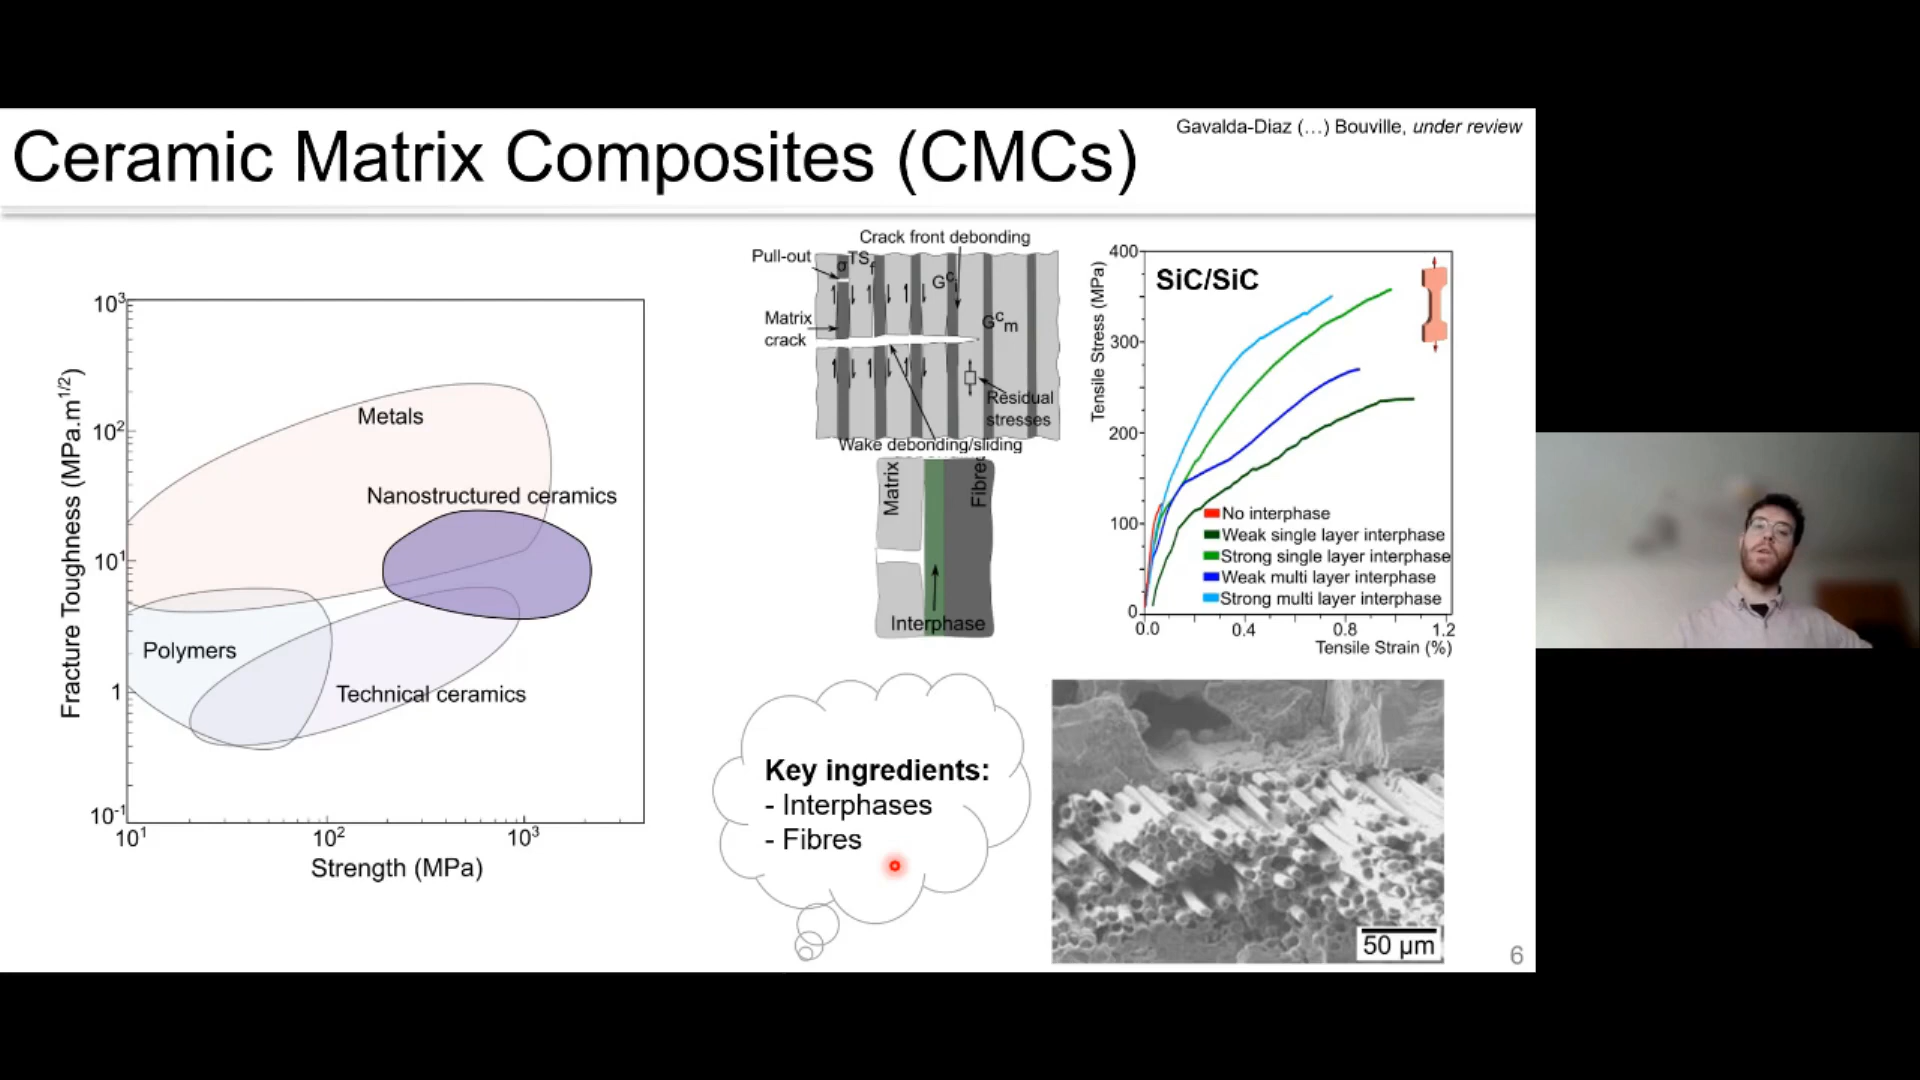 Ceramic Matrix Composites (CMCs)
Gavalda-Diaz (…) Bouville, under review
10³
10²
10¹
1
10⁻¹
10¹
10²
10³
Fracture Toughness (MPa.m¹/²)
Strength (MPa)
Metals
Nanostructured ceramics
Polymers
Technical ceramics
Crack front debonding
Pull-out
σTSf
Gci
Gcm
Matrix
crack
Residual
stresses
Wake debonding/sliding
Matrix
Fibre
Interphase
Key ingredients:
- Interphases
- Fibres
SiC/SiC
400
300
200
100
0
0.0
0.4
0.8
1.2
Tensile Stress (MPa)
Tensile Strain (%)
No interphase
Weak single layer interphase
Strong single layer interphase
Weak multi layer interphase
Strong multi layer interphase
50 μm
6